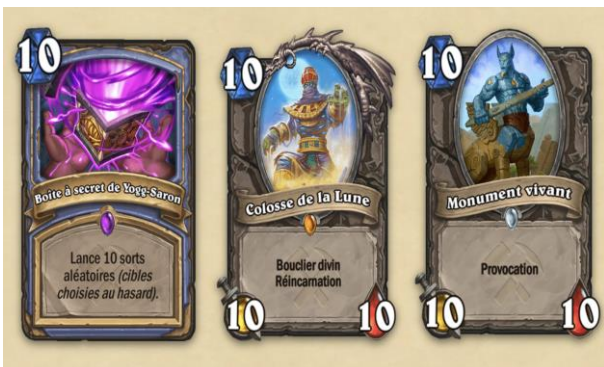 10
Boîte à secret de Yogg-Saron
Lance 10 sorts
aléatoires (cibles
choisies au hasard).
10
Colosse de la Lune
Bouclier divin
Réincarnation
10
10
10
Monument vivant
Provocation
10
10